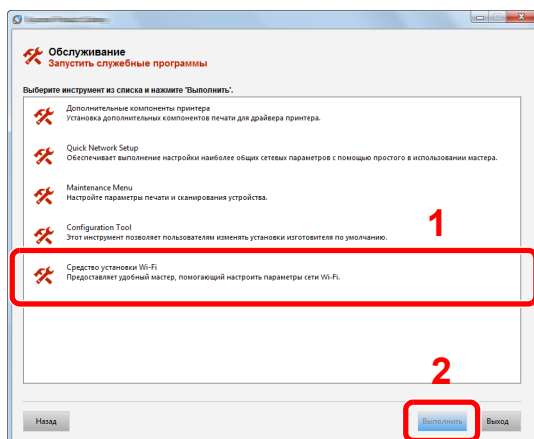 Обслуживание
Запустить служебные программы
Выберите инструмент из списка и нажмите 'Выполнить'.
Дополнительные компоненты принтера
Установка дополнительных компонентов печати для драйвера принтера.
Quick Network Setup
Обеспечивает выполнение настройки наиболее общих сетевых параметров с помощью простого в использовании мастера.
Maintenance Menu
Настройте параметры печати и сканирования устройства.
Configuration Tool
Этот инструмент позволяет пользователям изменять установки изготовителя по умолчанию.
1
Средство установки Wi-Fi
Предоставляет удобный мастер, помогающий настроить параметры сети Wi-Fi.
2
Назад Выполнить Выход